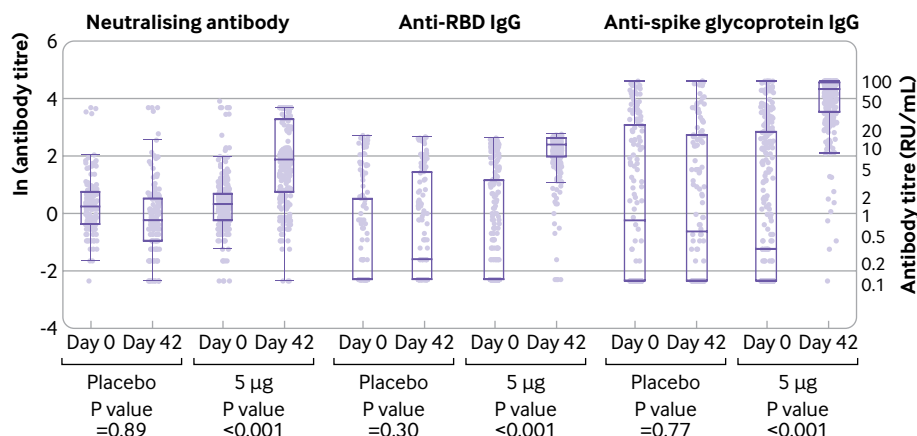 Neutralising antibody Anti-RBD IgG Anti-spike glycoprotein IgG
ln (antibody titre)
6
4
2
0
-2
-4
Antibody titre (RU/mL)
100
50
20
10
5
2
1
0.5
0.2
0.1
Day 0 Day 42 Day 0 Day 42 Day 0 Day 42 Day 0 Day 42 Day 0 Day 42 Day 0 Day 42
Placebo 5 µg Placebo 5 µg Placebo 5 µg
P value P value P value P value P value P value
=0.89 <0.001 =0.30 <0.001 =0.77 <0.001